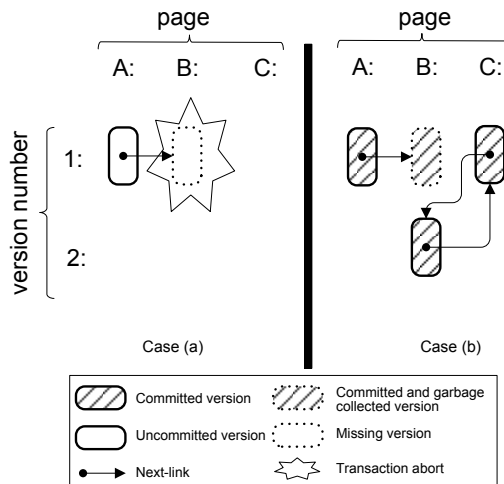 page
page
A:
B:
C:
A:
B:
C:
version number
1:
2:
Case (a)
Case (b)
Committed version
Committed and garbage
collected version
Uncommitted version
Missing version
Next-link
Transaction abort